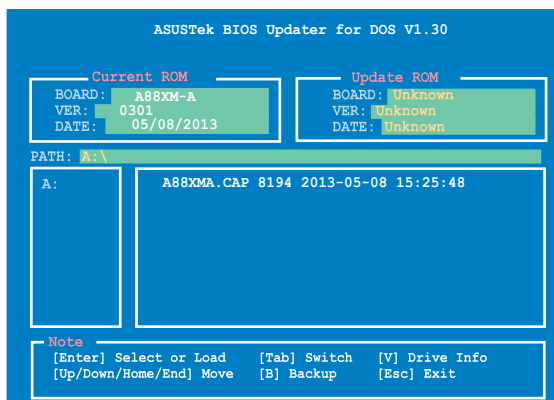 ASUSTek BIOS Updater for DOS V1.30
Current ROM
BOARD: A88XM-A
VER: 0301
DATE: 05/08/2013
Update ROM
BOARD: Unknown
VER: Unknown
DATE: Unknown
PATH: A:\
A:
A88XMA.CAP 8194 2013-05-08 15:25:48
Note
[Enter] Select or Load [Tab] Switch [V] Drive Info
[Up/Down/Home/End] Move [B] Backup [Esc] Exit